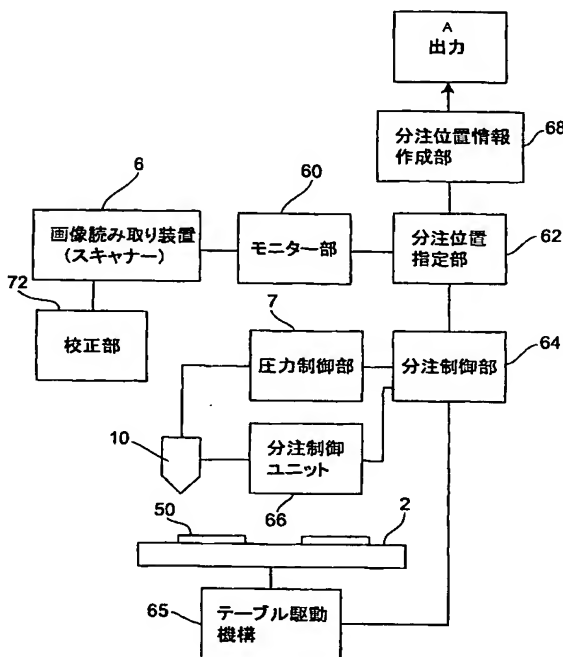 A
出力
分注位置情報
作成部
68
6
60
画像読み取り装置
(スキャナー)
モニター部
分注位置
指定部
62
72
校正部
7
圧力制御部
分注制御部
64
10
分注制御
ユニット
66
50
2
65
テーブル駆動
機構